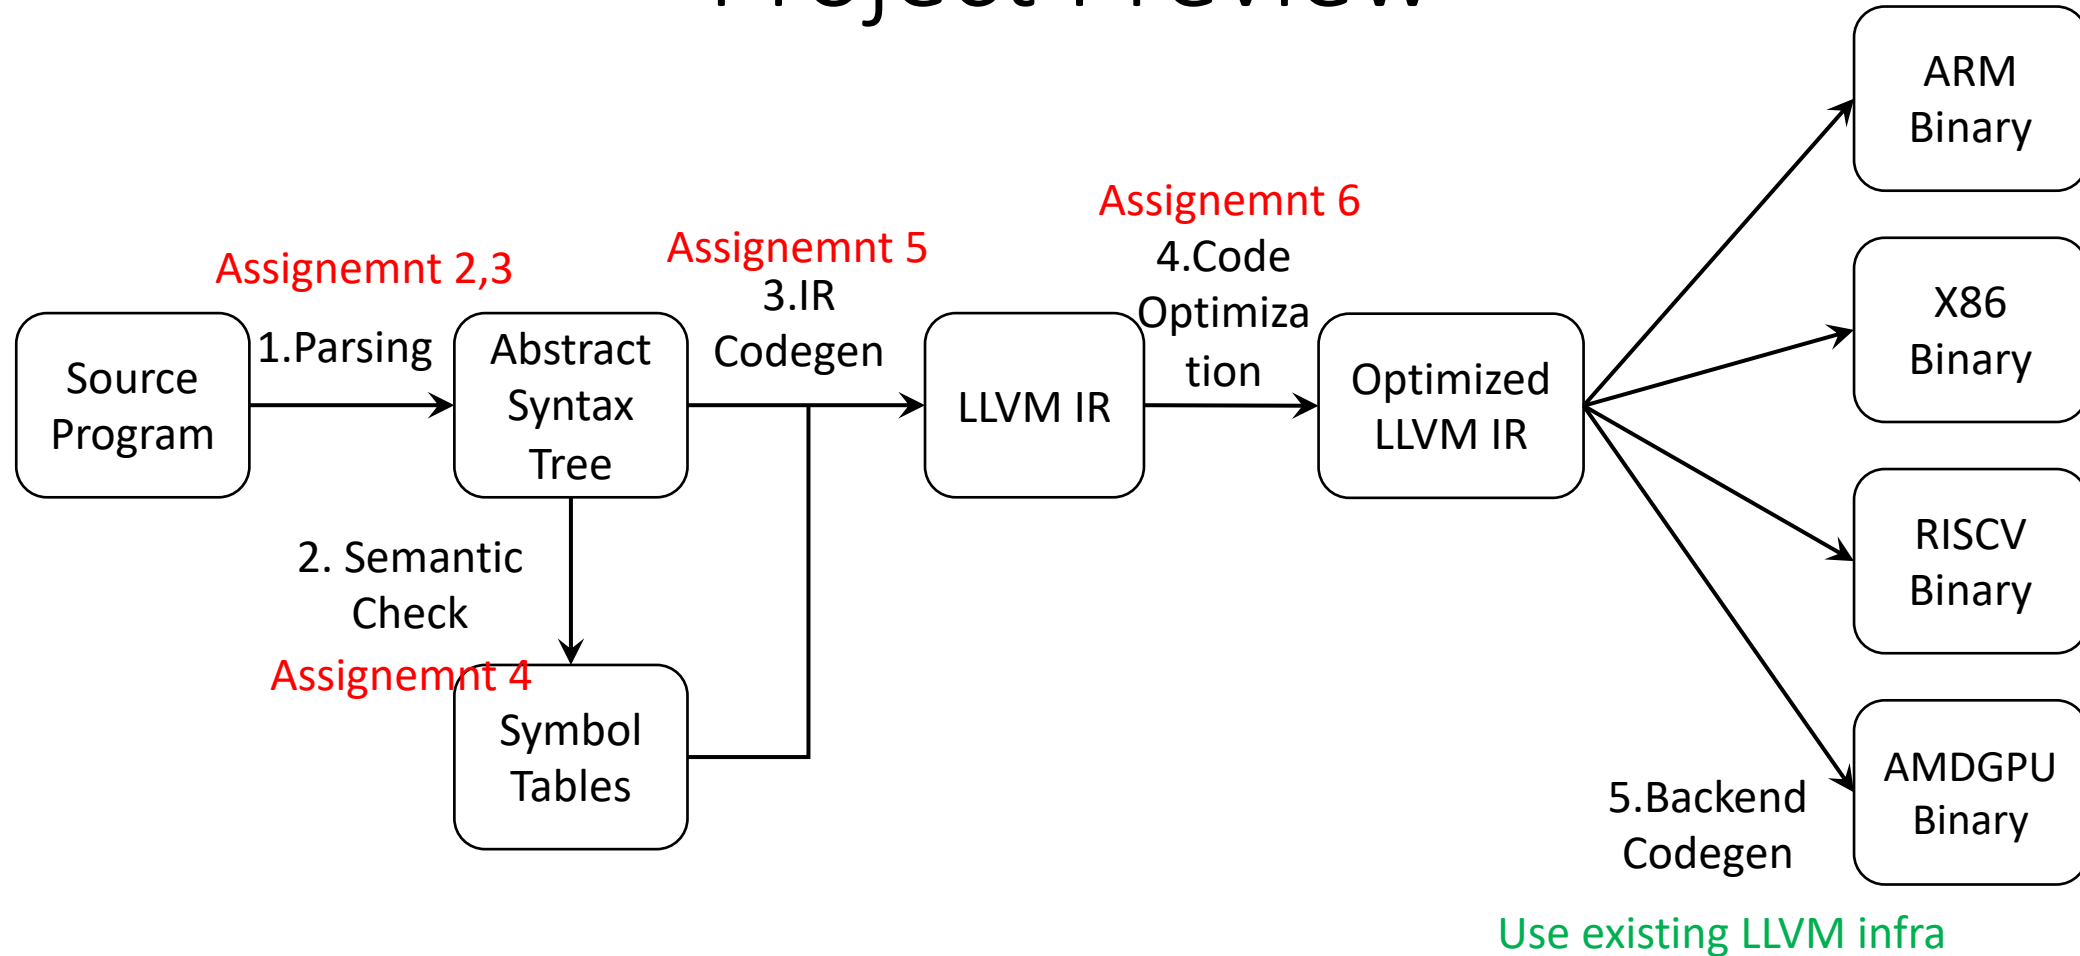 Project Preview
Assignemnt 2,3
1.Parsing
Source
Program
Abstract
Syntax
Tree
2. Semantic
Check
Assignemnt 4
Symbol
Tables
Assignemnt 5
3.IR
Codegen
LLVM IR
Assignemnt 6
4.Code
Optimiza
tion
Optimized
LLVM IR
ARM
Binary
X86
Binary
RISCV
Binary
AMDGPU
Binary
5.Backend
Codegen
Use existing LLVM infra